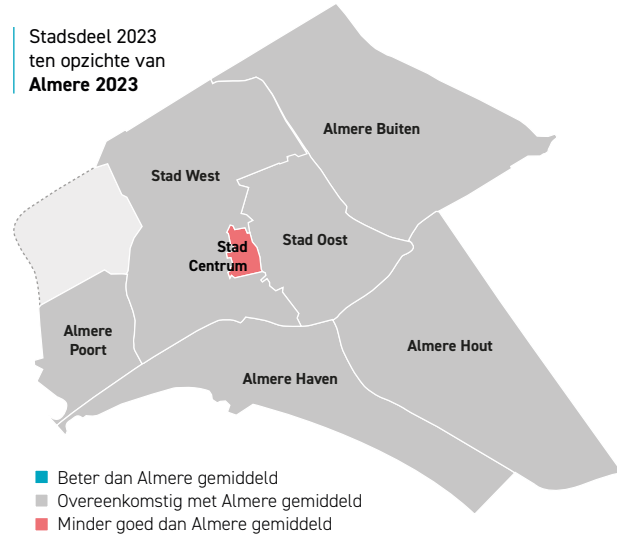 Stadsdeel 2023
ten opzichte van
Almere 2023
Almere Buiten
Stad West
Stad Oost
Stad
Centrum
Almere
Poort
Almere Hout
Almere Haven
Beter dan Almere gemiddeld
Overeenkomstig met Almere gemiddeld
Minder goed dan Almere gemiddeld